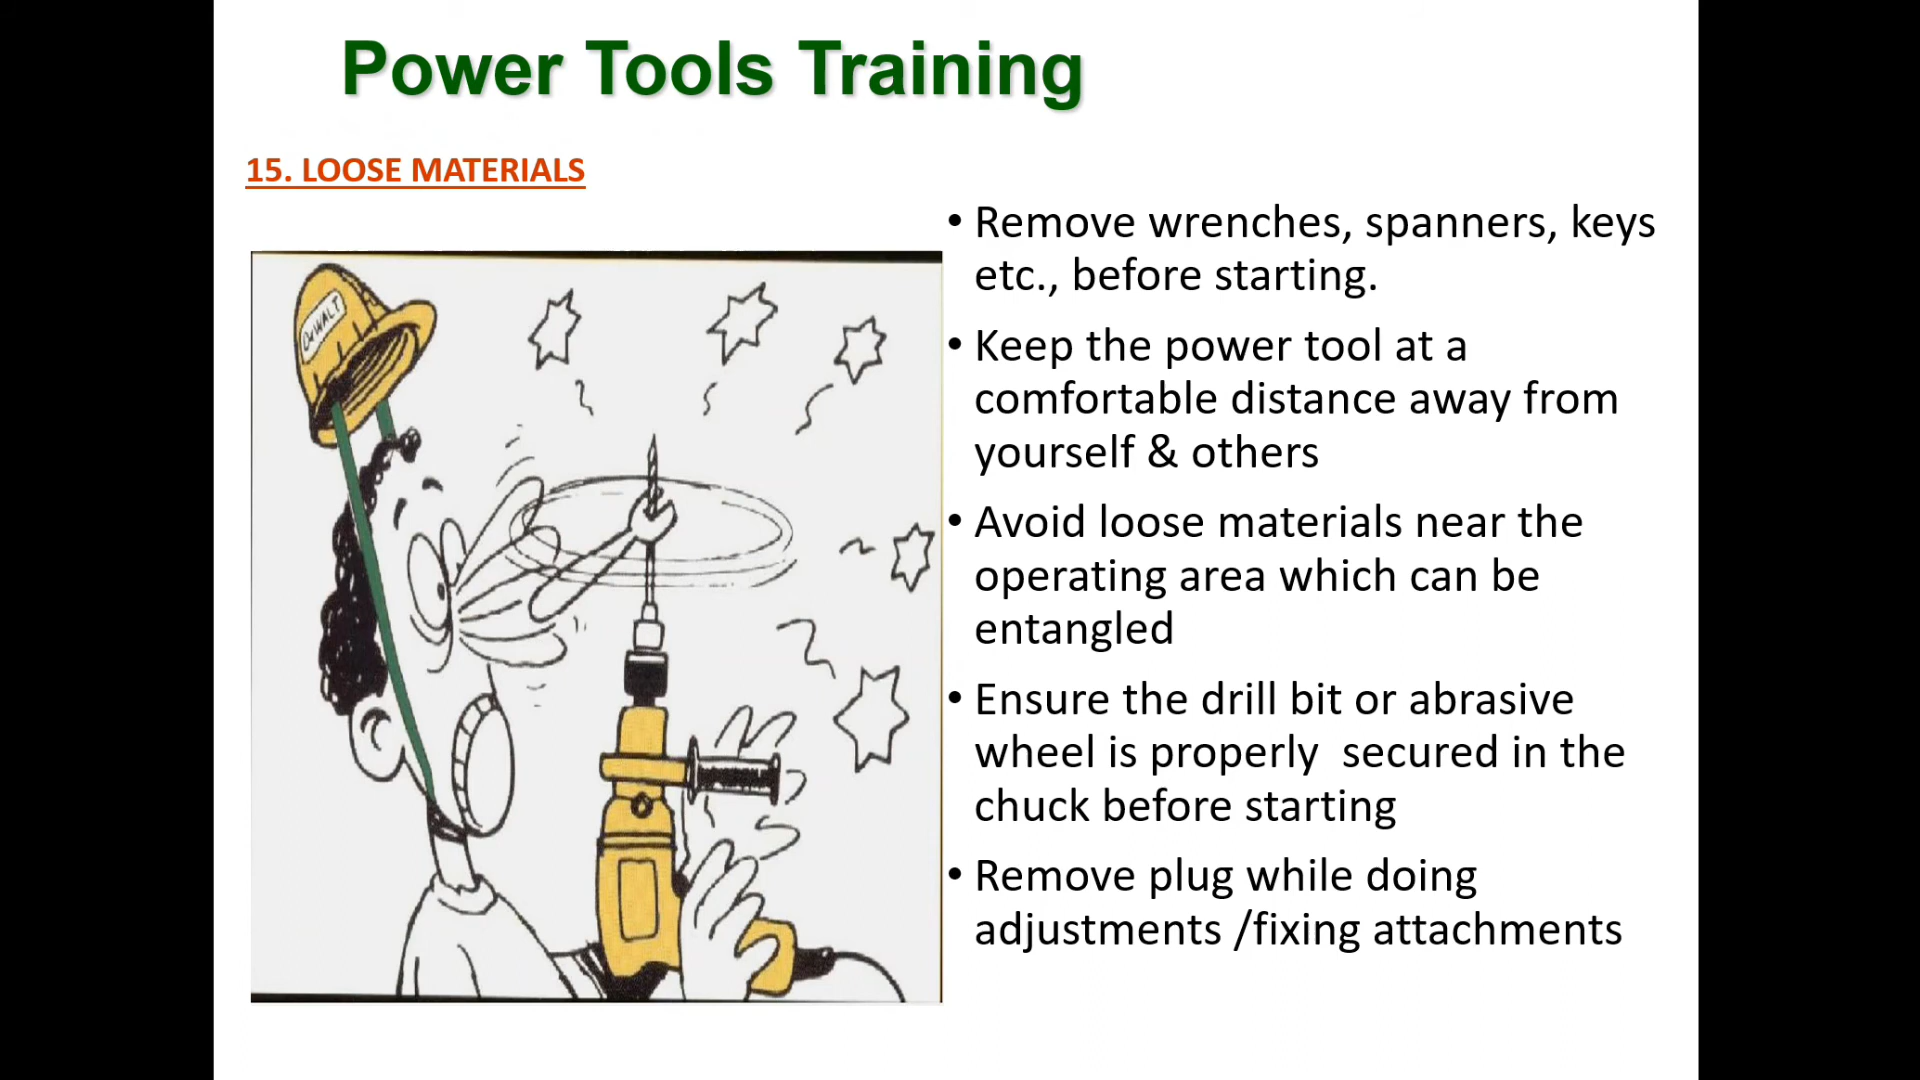 Power Tools Training
15. LOOSE MATERIALS
DeWALT
• Remove wrenches, spanners, keys
etc., before starting.
• Keep the power tool at a
comfortable distance away from
yourself & others
• Avoid loose materials near the
operating area which can be
entangled
• Ensure the drill bit or abrasive
wheel is properly  secured in the
chuck before starting
• Remove plug while doing
adjustments /fixing attachments